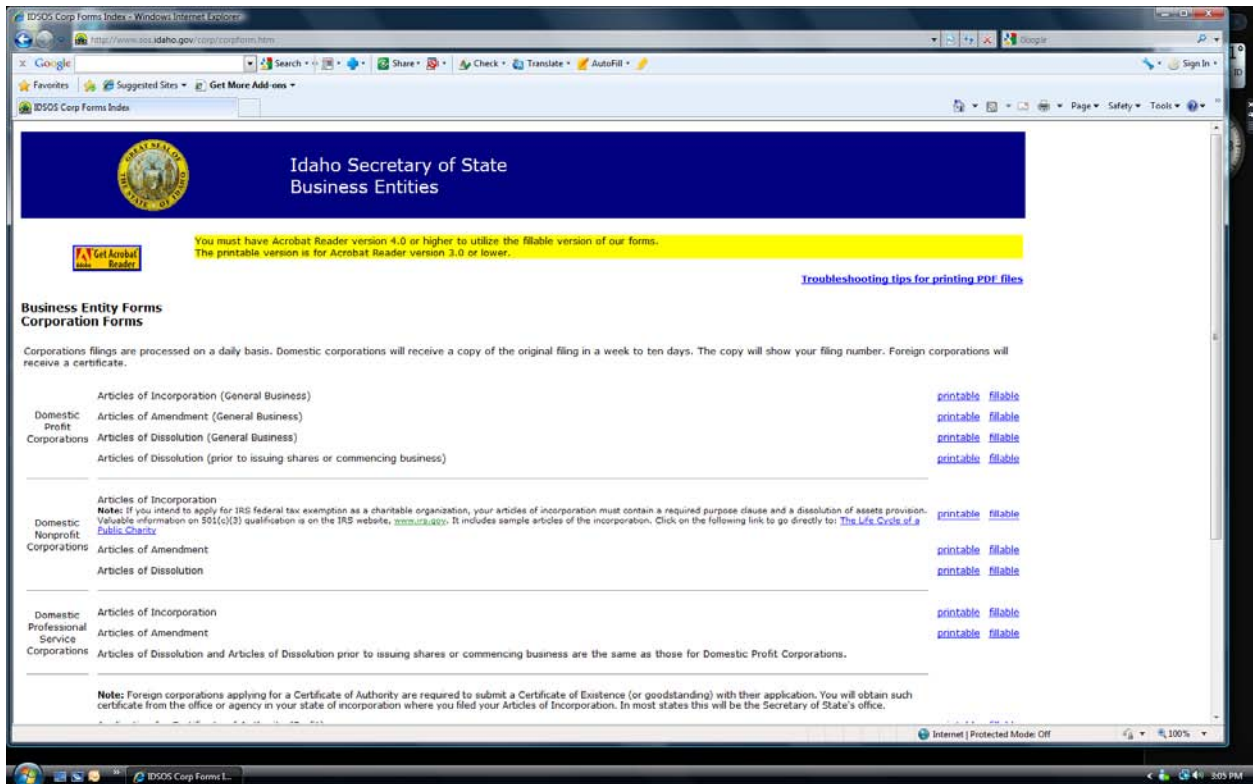 IDSOS Corp Forms Index - Windows Internet Explorer
http://www.sos.idaho.gov/corp/corpform.htm
Google
x Google Search Share Check Translate AutoFill Sign In
Favorites Suggested Sites Get More Add-ons
IDSOS Corp Forms Index Page Safety Tools
GREAT SEAL OF THE STATE OF IDAHO
Idaho Secretary of State
Business Entities
Get Acrobat
Reader
Adobe
You must have Acrobat Reader version 4.0 or higher to utilize the fillable version of our forms.
The printable version is for Acrobat Reader version 3.0 or lower.
Troubleshooting tips for printing PDF files
Business Entity Forms
Corporation Forms
Corporations filings are processed on a daily basis. Domestic corporations will receive a copy of the original filing in a week to ten days. The copy will show your filing number. Foreign corporations will
receive a certificate.
Domestic
Profit
Corporations
Articles of Incorporation (General Business) printable fillable
Articles of Amendment (General Business) printable fillable
Articles of Dissolution (General Business) printable fillable
Articles of Dissolution (prior to issuing shares or commencing business) printable fillable
Domestic
Nonprofit
Corporations
Articles of Incorporation
Note: If you intend to apply for IRS federal tax exemption as a charitable organization, your articles of incorporation must contain a required purpose clause and a dissolution of assets provision.
Valuable information on 501(c)(3) qualification is on the IRS website, www.irs.gov. It includes sample articles of the incorporation. Click on the following link to go directly to: The Life Cycle of a
Public Charity
printable fillable
Articles of Amendment printable fillable
Articles of Dissolution printable fillable
Domestic
Professional
Service
Corporations
Articles of Incorporation printable fillable
Articles of Amendment printable fillable
Articles of Dissolution and Articles of Dissolution prior to issuing shares or commencing business are the same as those for Domestic Profit Corporations.
Note: Foreign corporations applying for a Certificate of Authority are required to submit a Certificate of Existence (or goodstanding) with their application. You will obtain such
certificate from the office or agency in your state of incorporation where you filed your Articles of Incorporation. In most states this will be the Secretary of State's office.
Internet | Protected Mode: Off 100%
IDSOS Corp Forms I... 3:05 PM